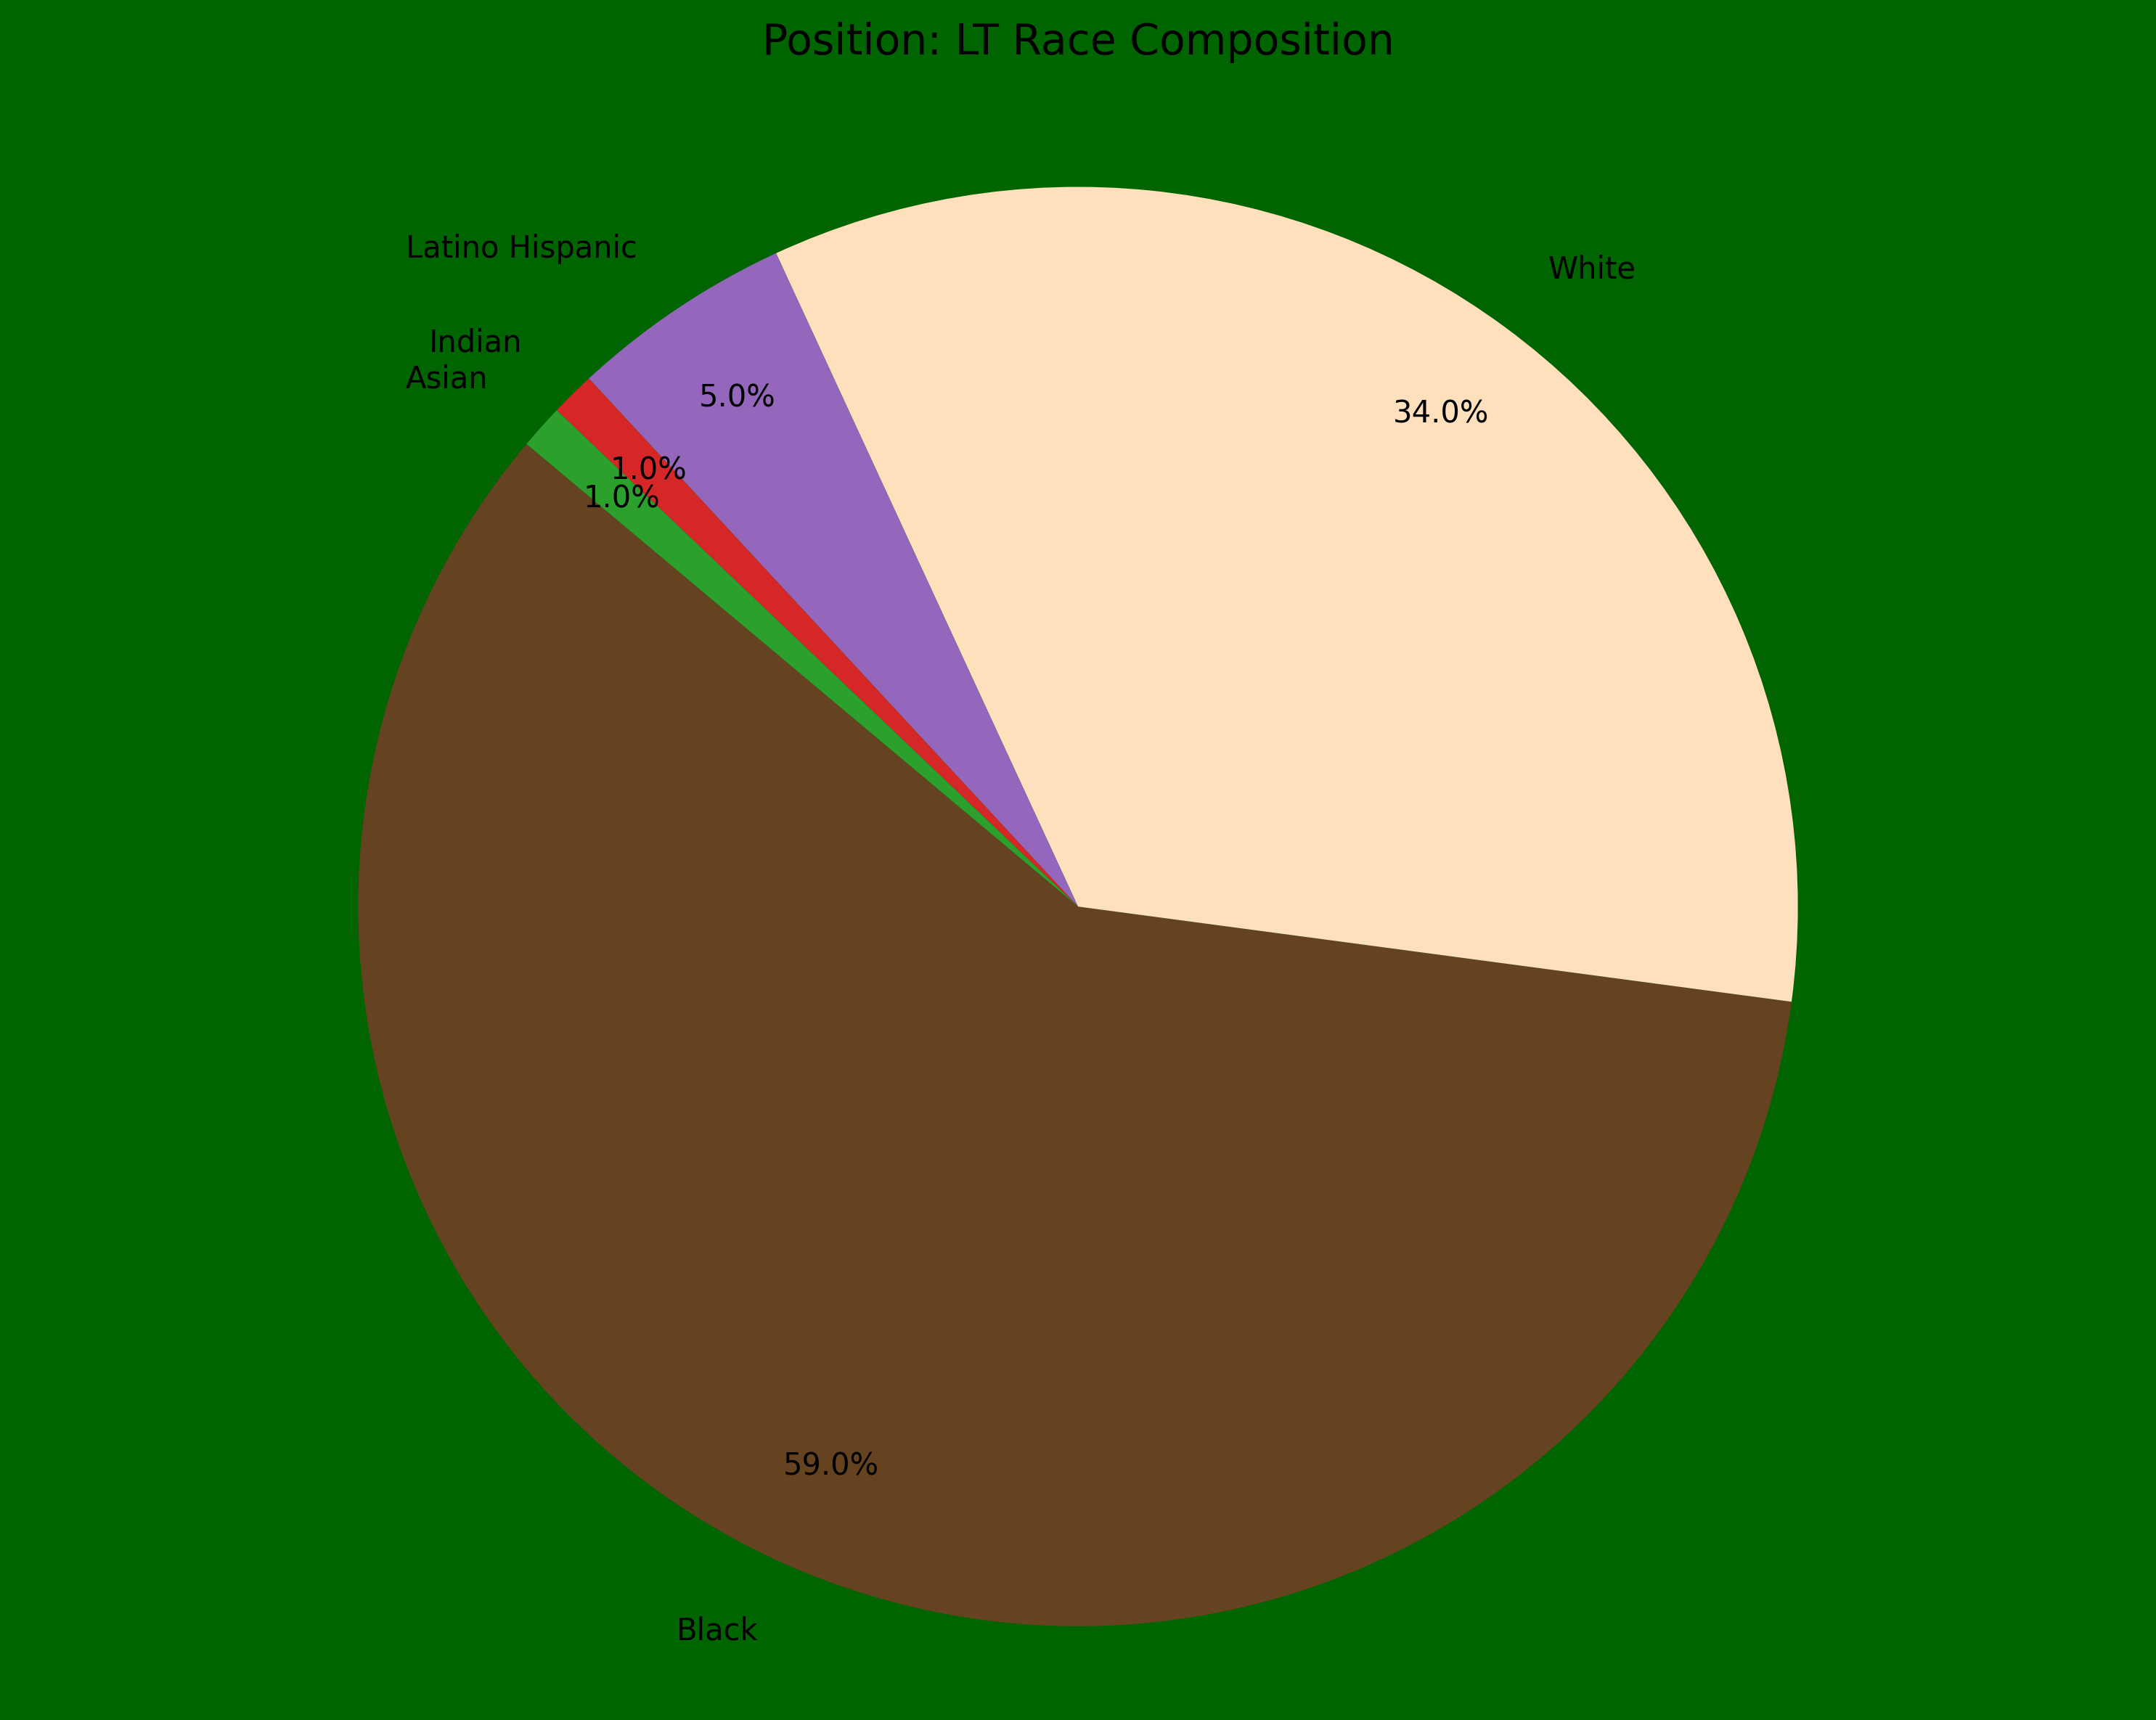 Position: LT Race Composition
Latino Hispanic
White
Indian
Asian
5.0%
34.0%
1.0%
1.0%
59.0%
Black